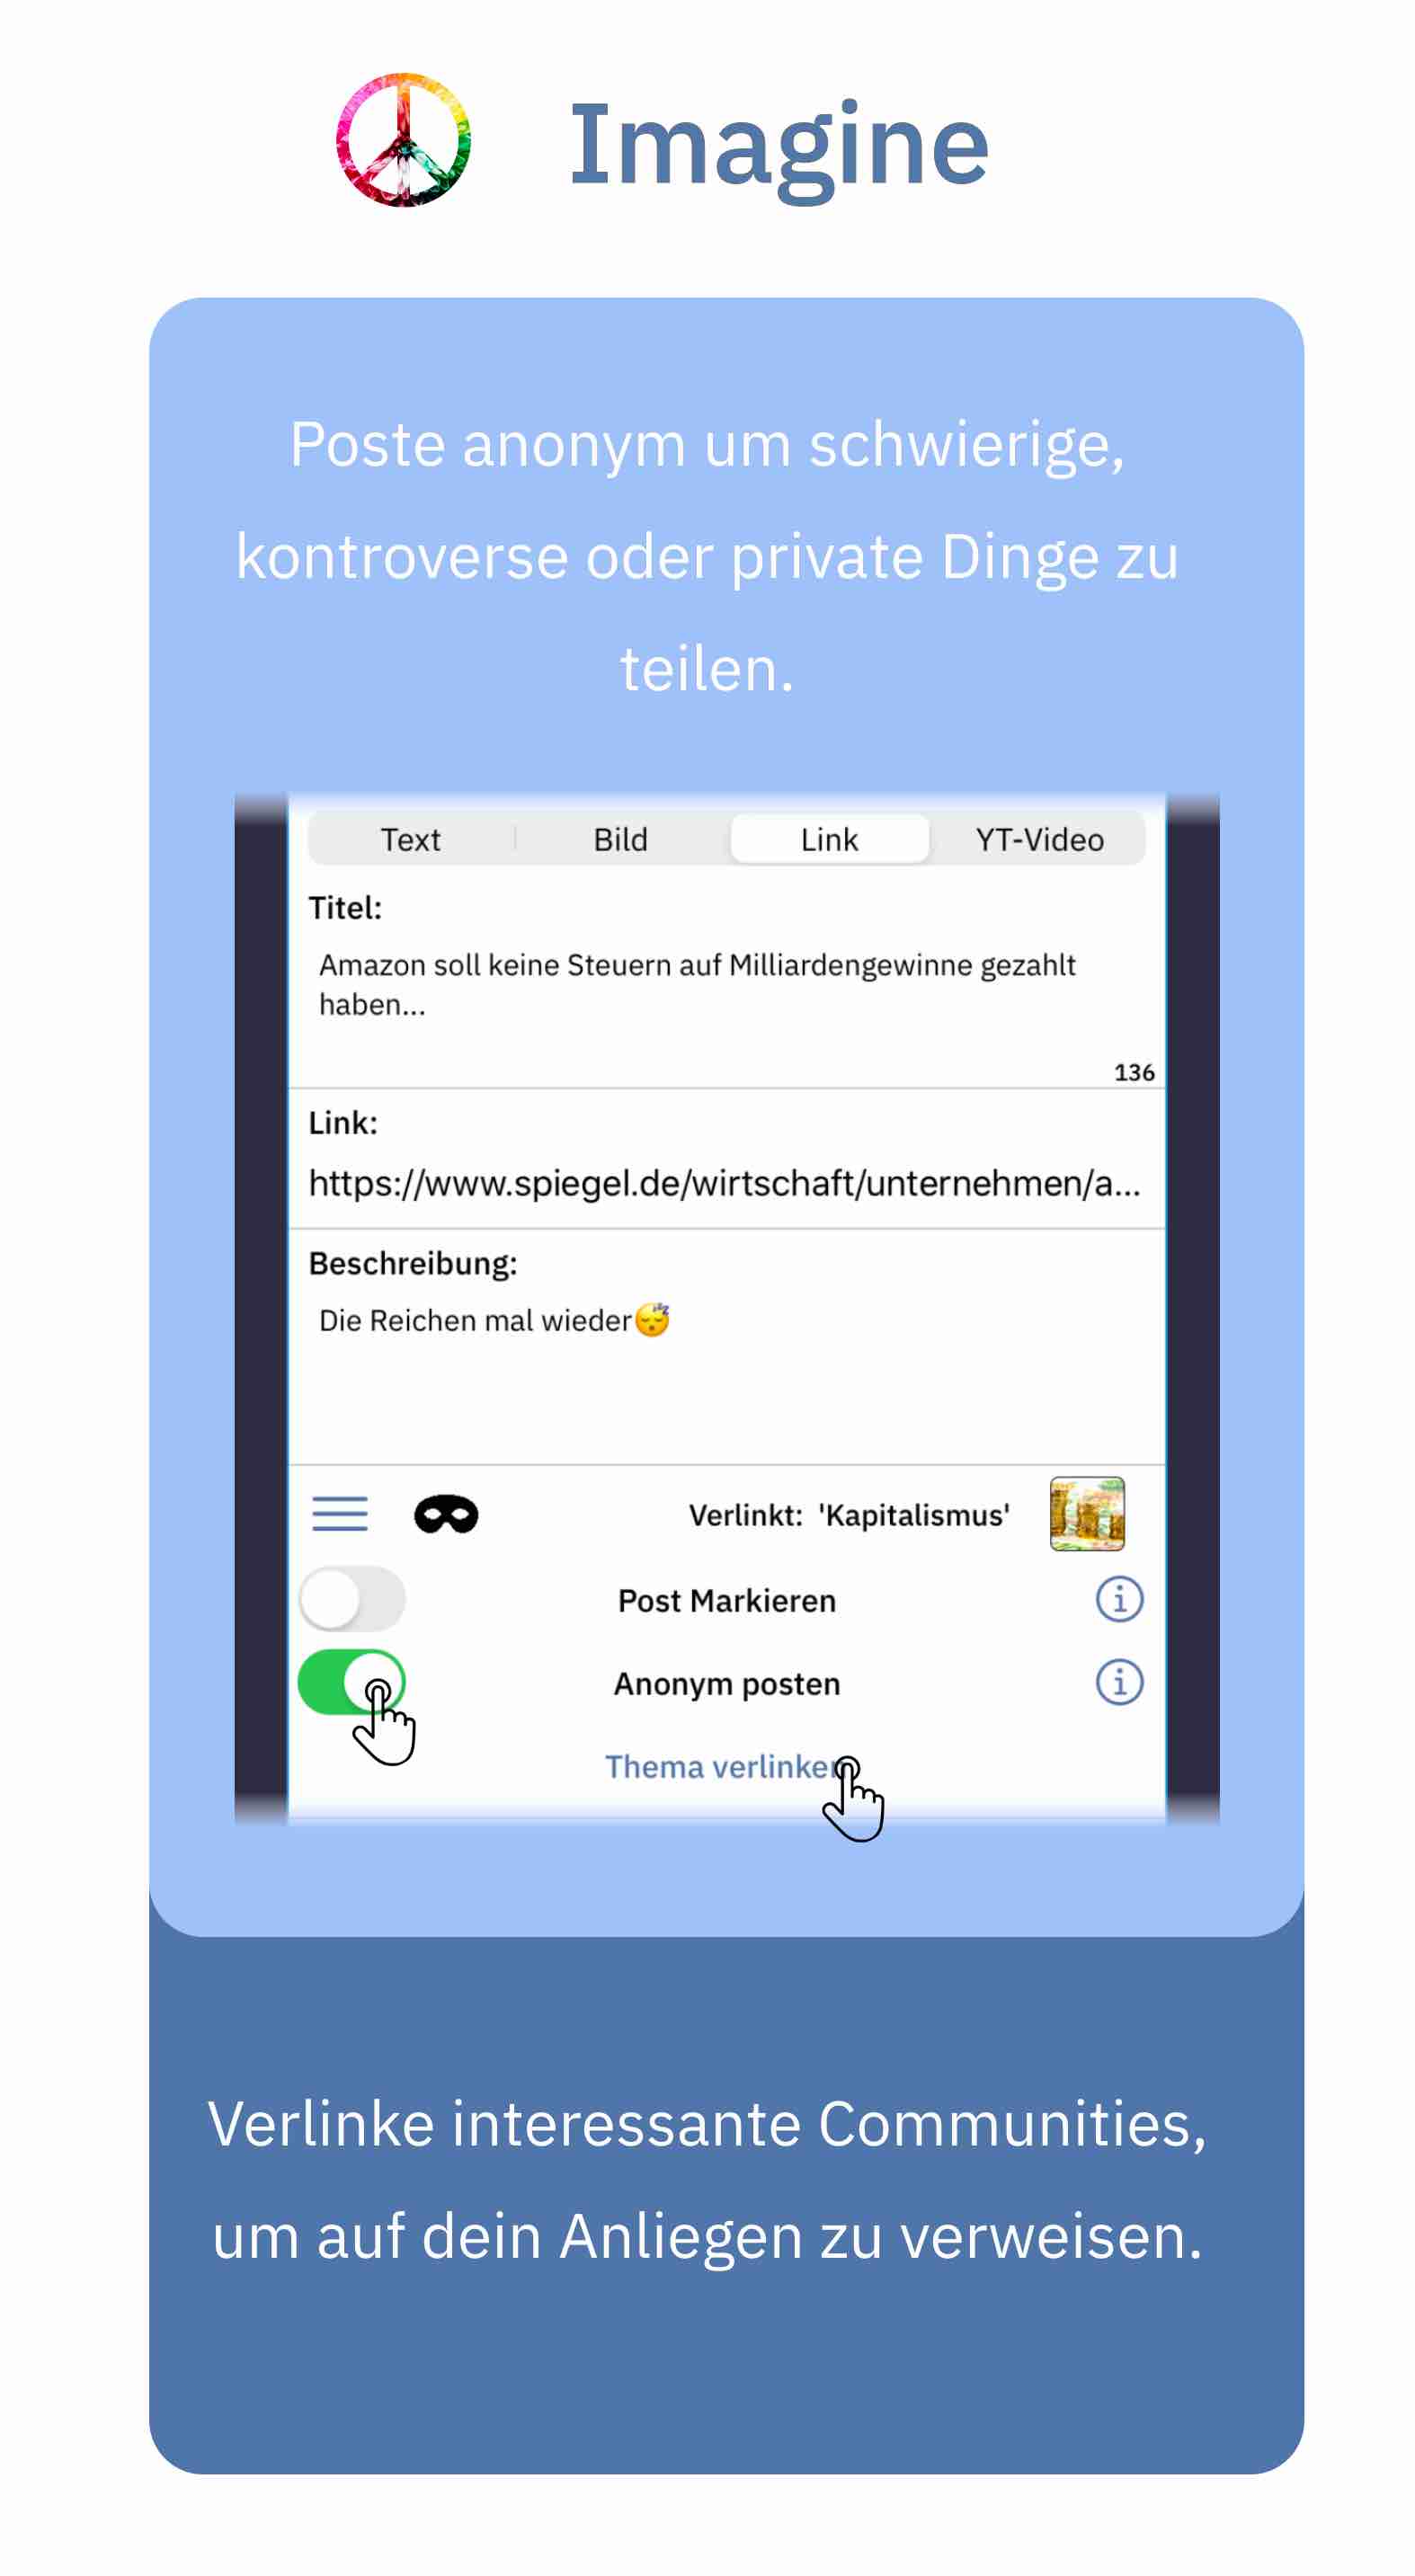 Imagine
Poste anonym um schwierige,
kontroverse oder private Dinge zu
teilen.
Text Bild Link YT-Video
Titel:
Amazon soll keine Steuern auf Milliardengewinne gezahlt
haben...
136
Link:
https://www.spiegel.de/wirtschaft/unternehmen/a...
Beschreibung:
Die Reichen mal wieder😴
Verlinkt: 'Kapitalismus'
Post Markieren
Anonym posten
Thema verlinken
Verlinke interessante Communities,
um auf dein Anliegen zu verweisen.